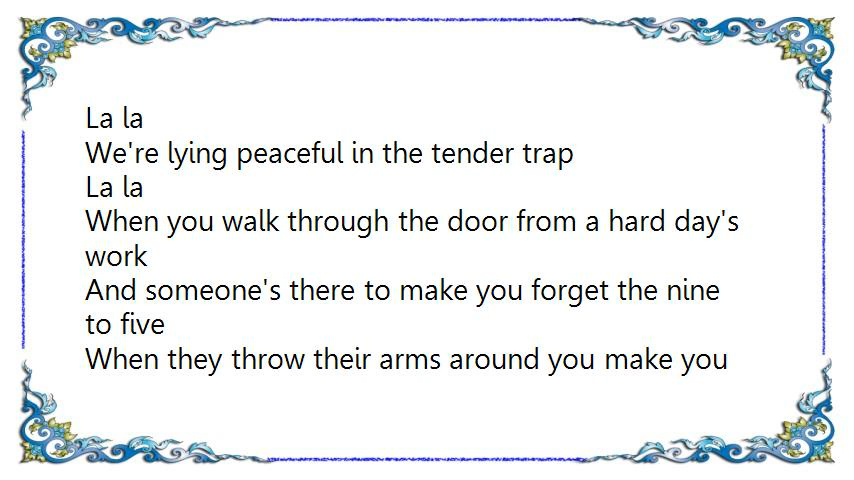 La la
We're lying peaceful in the tender trap
La la
When you walk through the door from a hard day's
work
And someone's there to make you forget the nine
to five
When they throw their arms around you make you